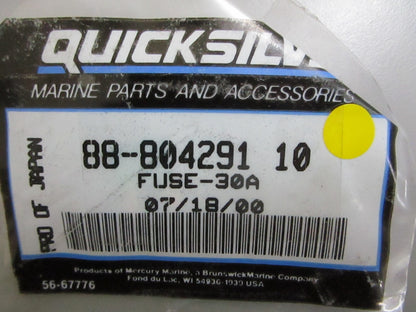 QUICKSILV
MARINE PARTS AND ACCESSORIES
88-804291 10
FUSE-30A
07/18/00
PRD OF JAPAN
Products of Mercury Marine, a Brunswick Marine Company
Fond du Lac, WI 54936-1939 USA
56-67776